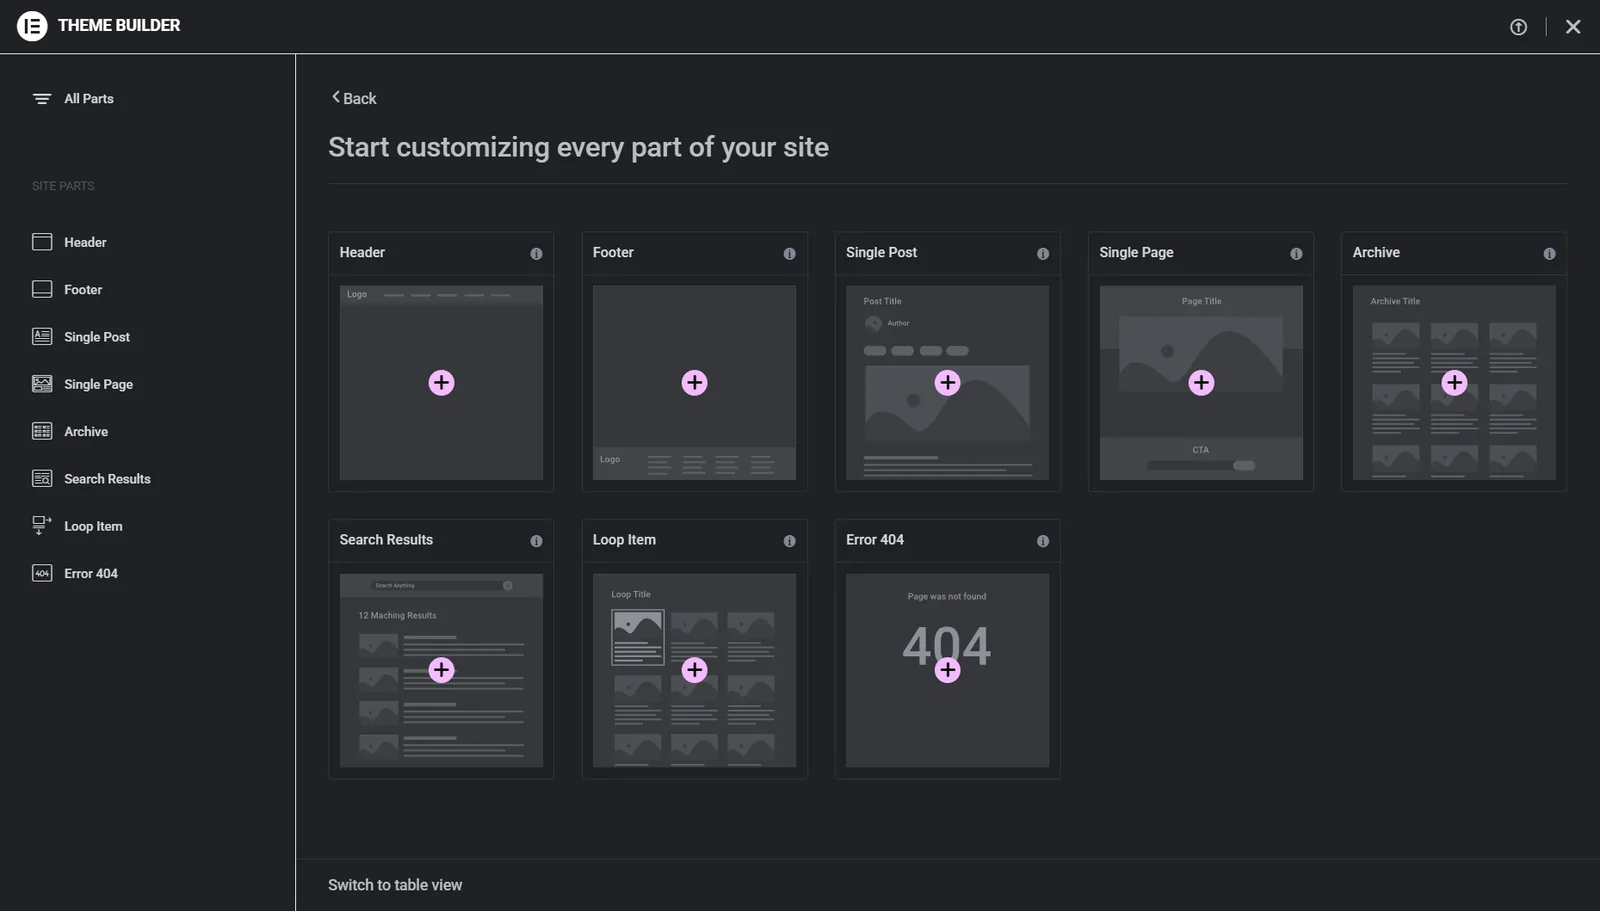 THEME BUILDER
All Parts
SITE PARTS
Header
Footer
Single Post
Single Page
Archive
Search Results
Loop Item
404 Error 404
Back
Start customizing every part of your site
Header
Logo
Footer
Logo
Single Post
Post Title
Author
Single Page
Page Title
CTA
Archive
Archive Title
Search Results
Search Anything
12 Maching Results
Loop Item
Loop Title
Error 404
Page was not found
404
Switch to table view